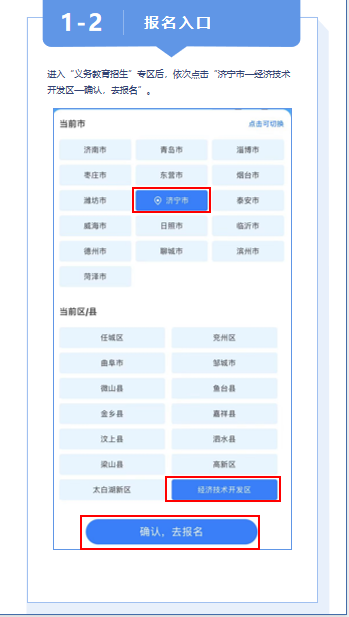 1-2 报名入口
进入“义务教育招生”专区后，依次点击“济宁市—经济技术
开发区—确认，去报名”。
当前市 点击可切换
济南市 青岛市 淄博市
枣庄市 东营市 烟台市
潍坊市 济宁市 泰安市
威海市 日照市 临沂市
德州市 聊城市 滨州市
菏泽市
当前区/县
任城区 兖州区
曲阜市 邹城市
微山县 鱼台县
金乡县 嘉祥县
汶上县 泗水县
梁山县 高新区
太白湖新区 经济技术开发区
确认，去报名